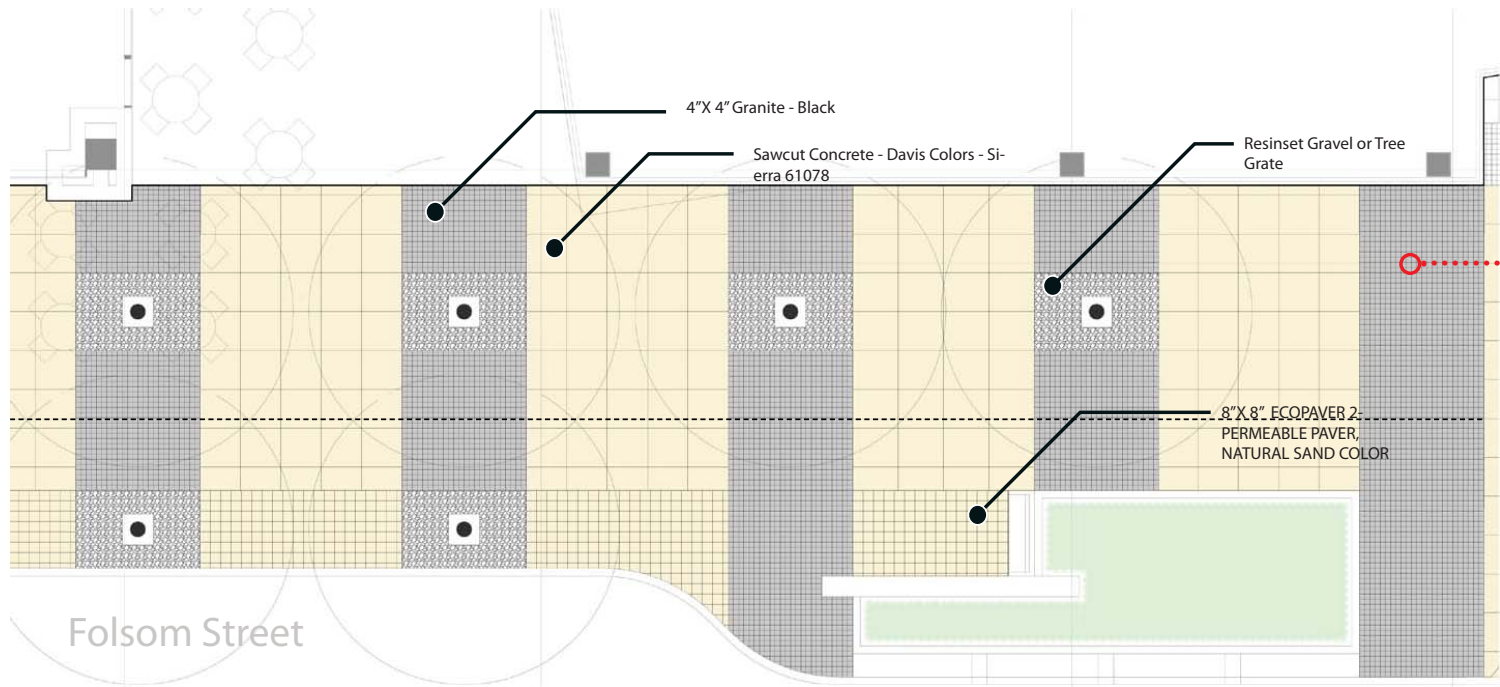 4”X 4” Granite - Black
Sawcut Concrete - Davis Colors - Si-
erra 61078
Resinset Gravel or Tree
Grate
8”X 8” ECOPAVER 2-
PERMEABLE PAVER,
NATURAL SAND COLOR
Folsom Street